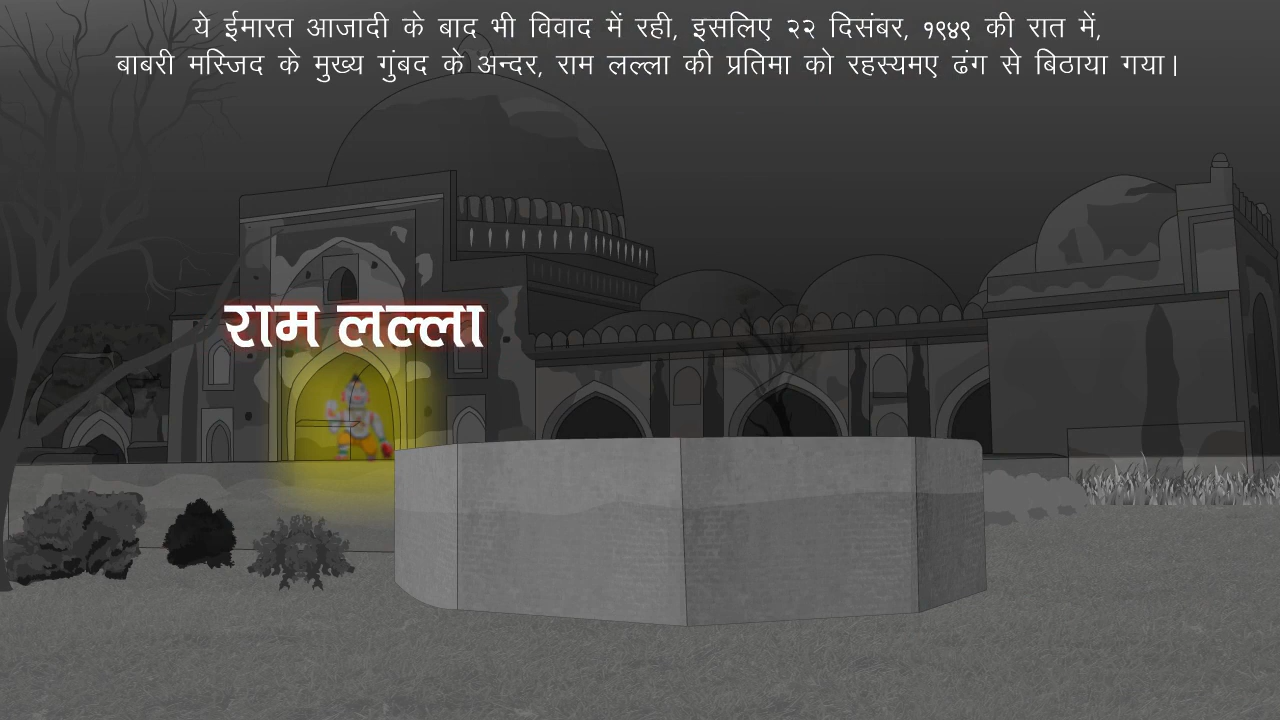 ये ईमारत आजादी के बाद भी विवाद में रही, इसलिए २२ दिसंबर, १९४९ की रात में,
बाबरी मस्जिद के मुख्य गुंबद के अन्दर, राम लल्ला की प्रतिमा को रहस्यमए ढंग से बिठाया गया।
राम लल्ला